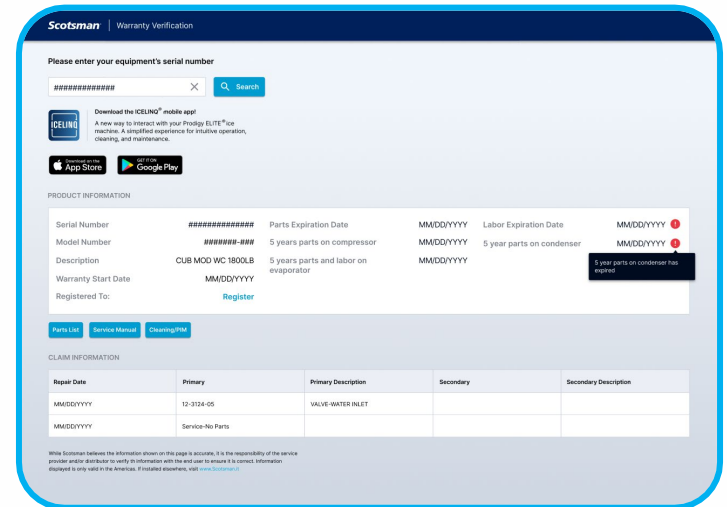 Scotsman | Warranty Verification
Please enter your equipment's serial number
#############
Search
ICELINQ
Download the ICELINQ® mobile app!
A new way to interact with your Prodigy ELITE® ice
machine. A simplified experience for intuitive operation,
cleaning, and maintenance.
Download on the
App Store
GET IT ON
Google Play
PRODUCT INFORMATION
Serial Number ##############
Model Number #######-###
Description CUB MOD WC 1800LB
Warranty Start Date MM/DD/YYYY
Registered To: Register
Parts Expiration Date MM/DD/YYYY
5 years parts on compressor MM/DD/YYYY
5 years parts and labor on MM/DD/YYYY
evaporator
Labor Expiration Date MM/DD/YYYY !
5 year parts on condenser MM/DD/YYYY !
5 year parts on condenser has
expired
Parts List Service Manual Cleaning/PIM
CLAIM INFORMATION
Repair Date Primary Primary Description Secondary Secondary Description
MM/DD/YYYY 12-3124-05 VALVE-WATER INLET
MM/DD/YYYY Service-No Parts
While Scotsman believes the information shown on this page is accurate, it is the responsibility of the service
provider and/or distributor to verify th information with the end user to ensure it is correct. Information
displayed is only valid in the Americas. If installed elsewhere, visit www.Scotsman.it